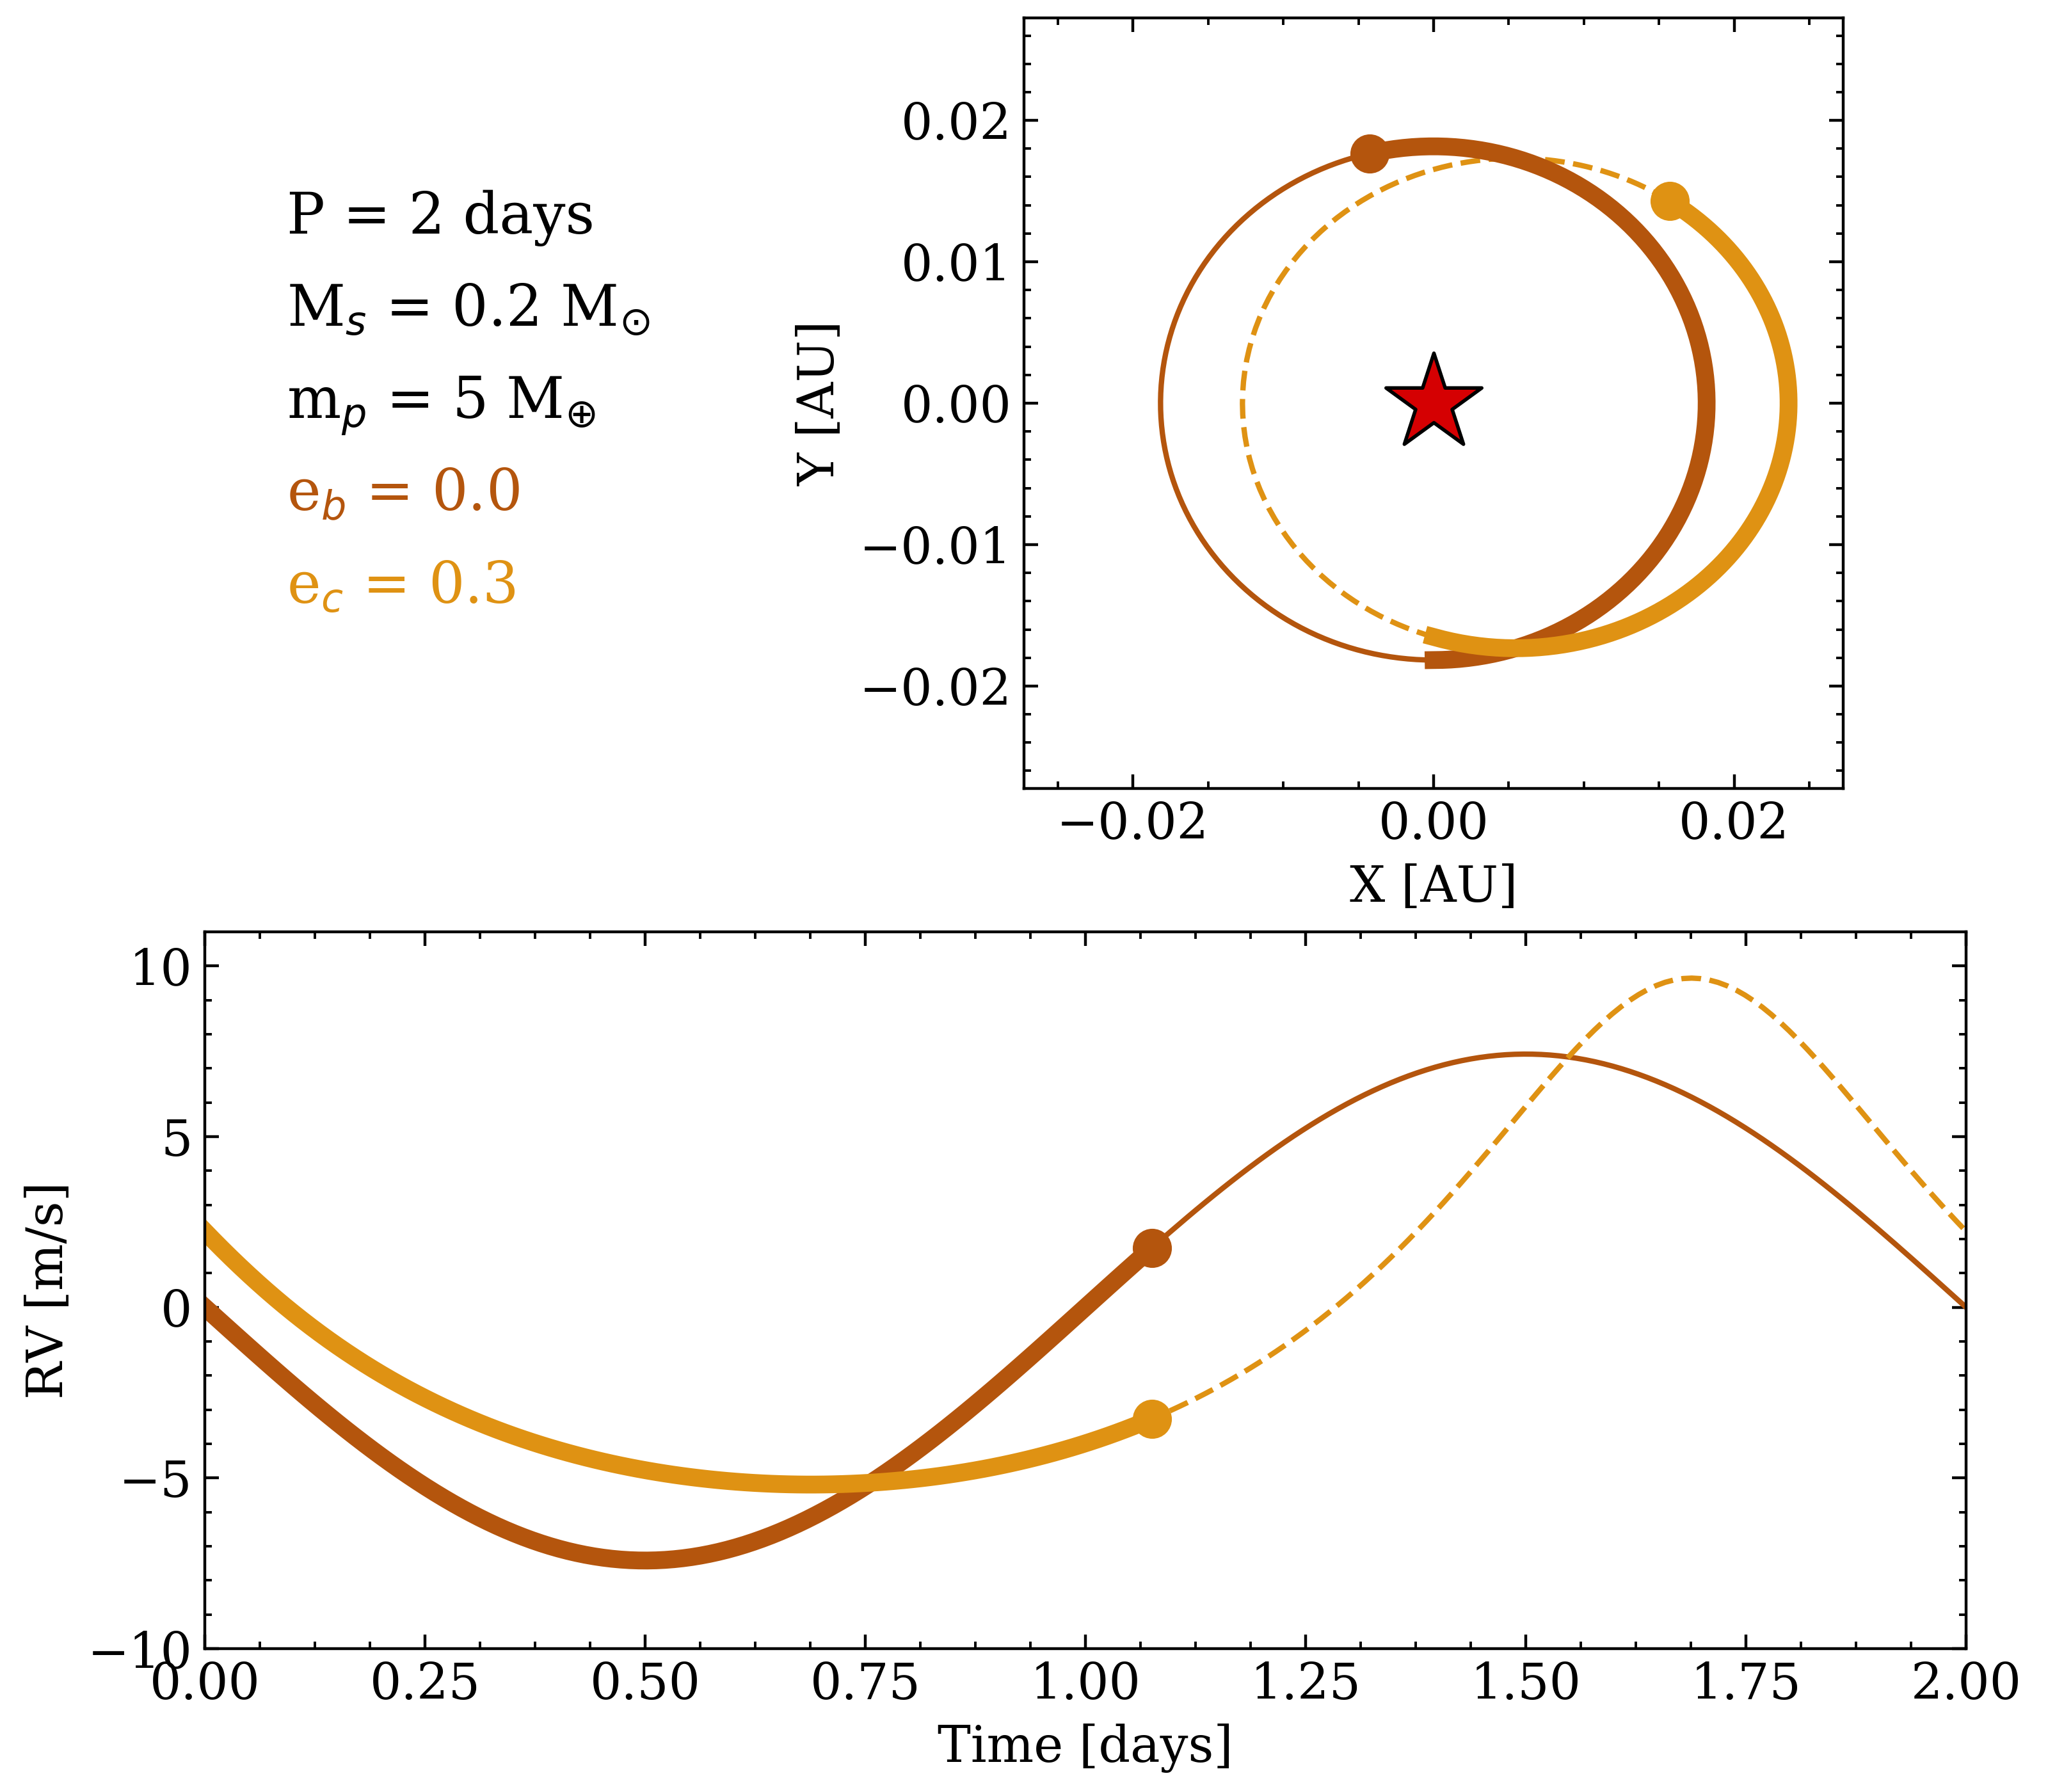 P = 2 days
M_s = 0.2 M_⊙
m_p = 5 M_⊕
e_b = 0.0
e_c = 0.3
0.02
0.01
0.00
−0.01
−0.02
Y [AU]
−0.02 0.00 0.02
X [AU]
10
5
0
−5
−10
RV [m/s]
0.00 0.25 0.50 0.75 1.00 1.25 1.50 1.75 2.00
Time [days]